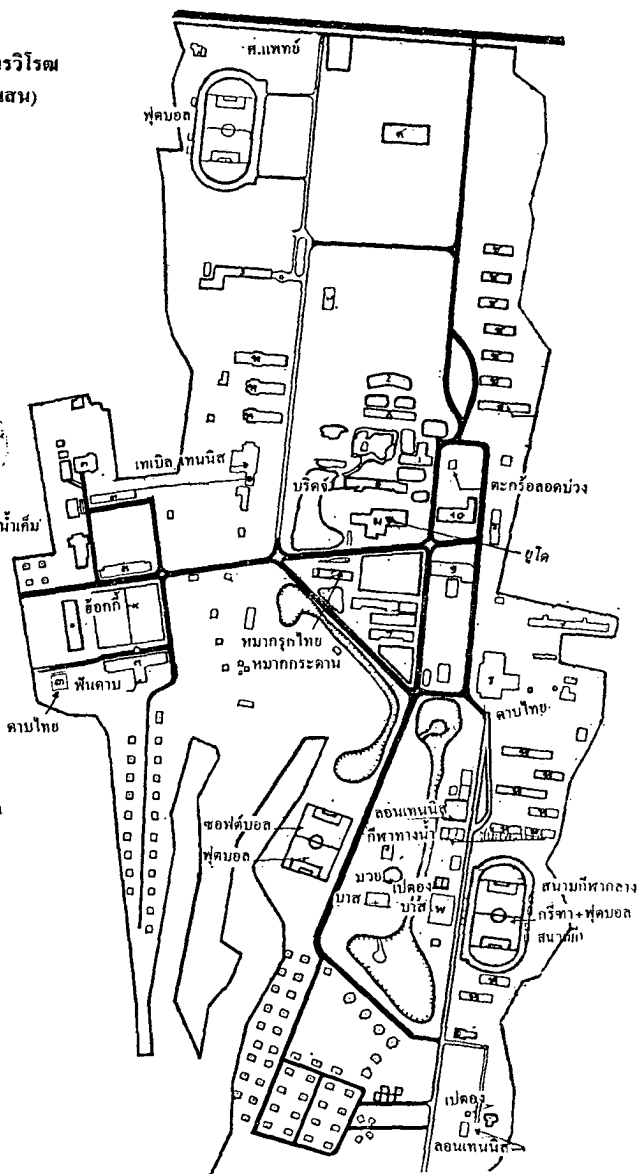 รวิโรฒ
แสน)
ศ.แพทย์
ฟุตบอล
เทเบิลเทนนิส
บริดจ์
ตะกร้อลอดบ่วง
น้ำเค็ม
ยูโด
ฮ็อกกี้
หมากรุกไทย
หมากกระดาน
ฟันดาบ
ดาบไทย
ดาบไทย
ซอฟต์บอล
ฟุตบอล
ลอนเทนนิส
กีฬาทางน้ำ
มวย
เปตอง
บาส
บาส
สนามกีฬากลาง
กรีฑา+ฟุตบอล
เปตอง
ลอนเทนนิส